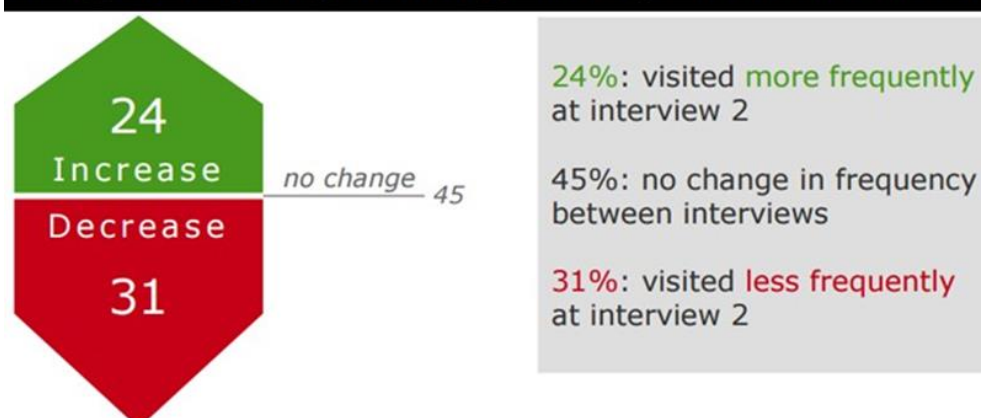 24
Increase
no change 45
Decrease
31
24%: visited more frequently
at interview 2
45%: no change in frequency
between interviews
31%: visited less frequently
at interview 2